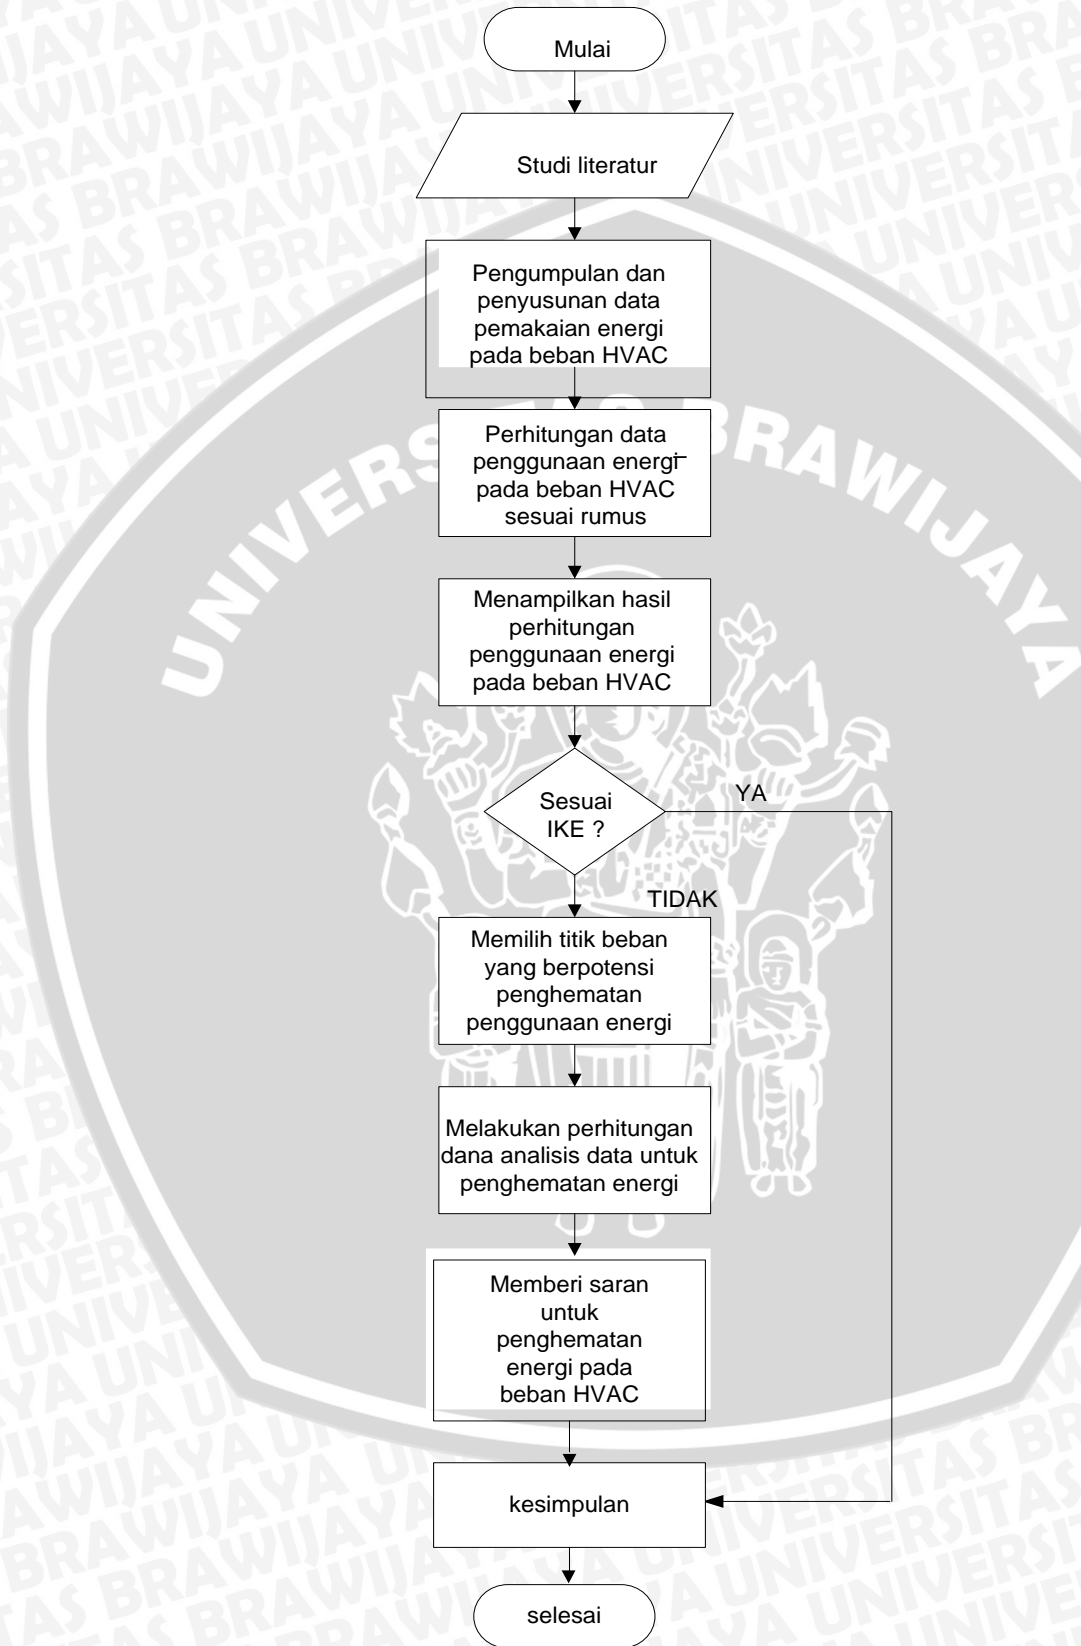 Mulai
Studi literatur
Pengumpulan dan
penyusunan data
pemakaian energi
pada beban HVAC
Perhitungan data
penggunaan energi
pada beban HVAC
sesuai rumus
Menampilkan hasil
perhitungan
penggunaan energi
pada beban HVAC
Sesuai
IKE ?
YA
TIDAK
Memilih titik beban
yang berpotensi
penghematan
penggunaan energi
Melakukan perhitungan
dana analisis data untuk
penghematan energi
Memberi saran
untuk
penghematan
energi pada
beban HVAC
kesimpulan
selesai
UNIVERSITAS BRAWIJAYA